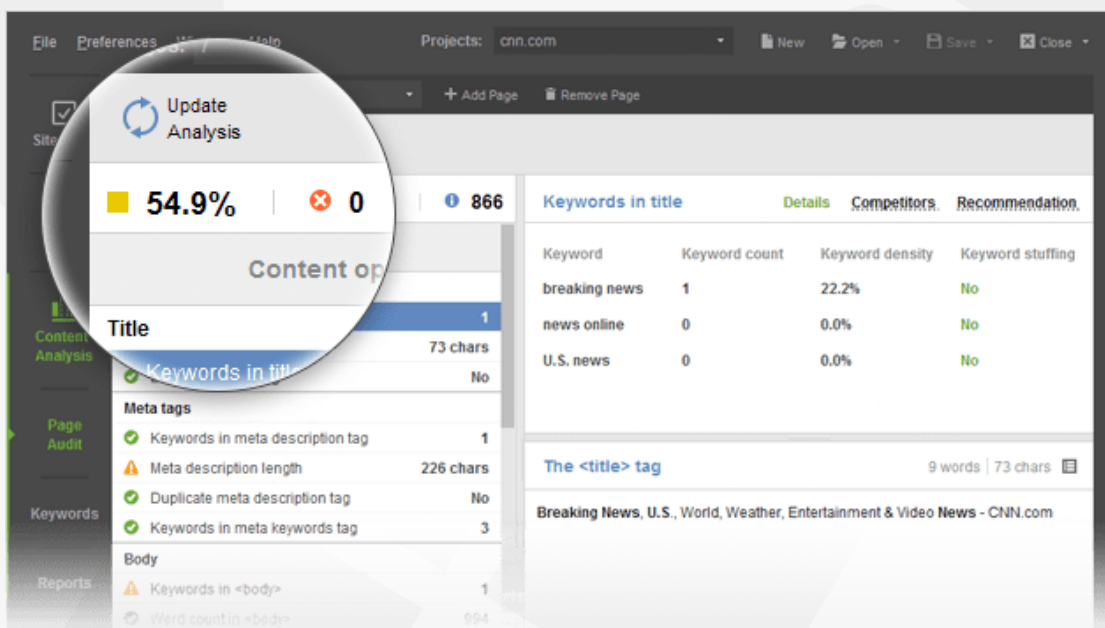 File Preferences Help
Projects: cnn.com New Open Save Close
+ Add Page Remove Page
Update
Analysis
54.9% 0 866
Content
Title
Keywords in title 1
73 chars
No
Meta tags
Keywords in meta description tag 1
Meta description length 226 chars
Duplicate meta description tag No
Keywords in meta keywords tag 3
Body
Keywords in <body> 1
Word count in <body> 994
Content
Analysis
Page
Audit
Keywords
Reports
Keywords in title Details Competitors Recommendation
Keyword Keyword count Keyword density Keyword stuffing
breaking news 1 22.2% No
news online 0 0.0% No
U.S. news 0 0.0% No
The <title> tag 9 words 73 chars
Breaking News, U.S., World, Weather, Entertainment & Video News - CNN.com